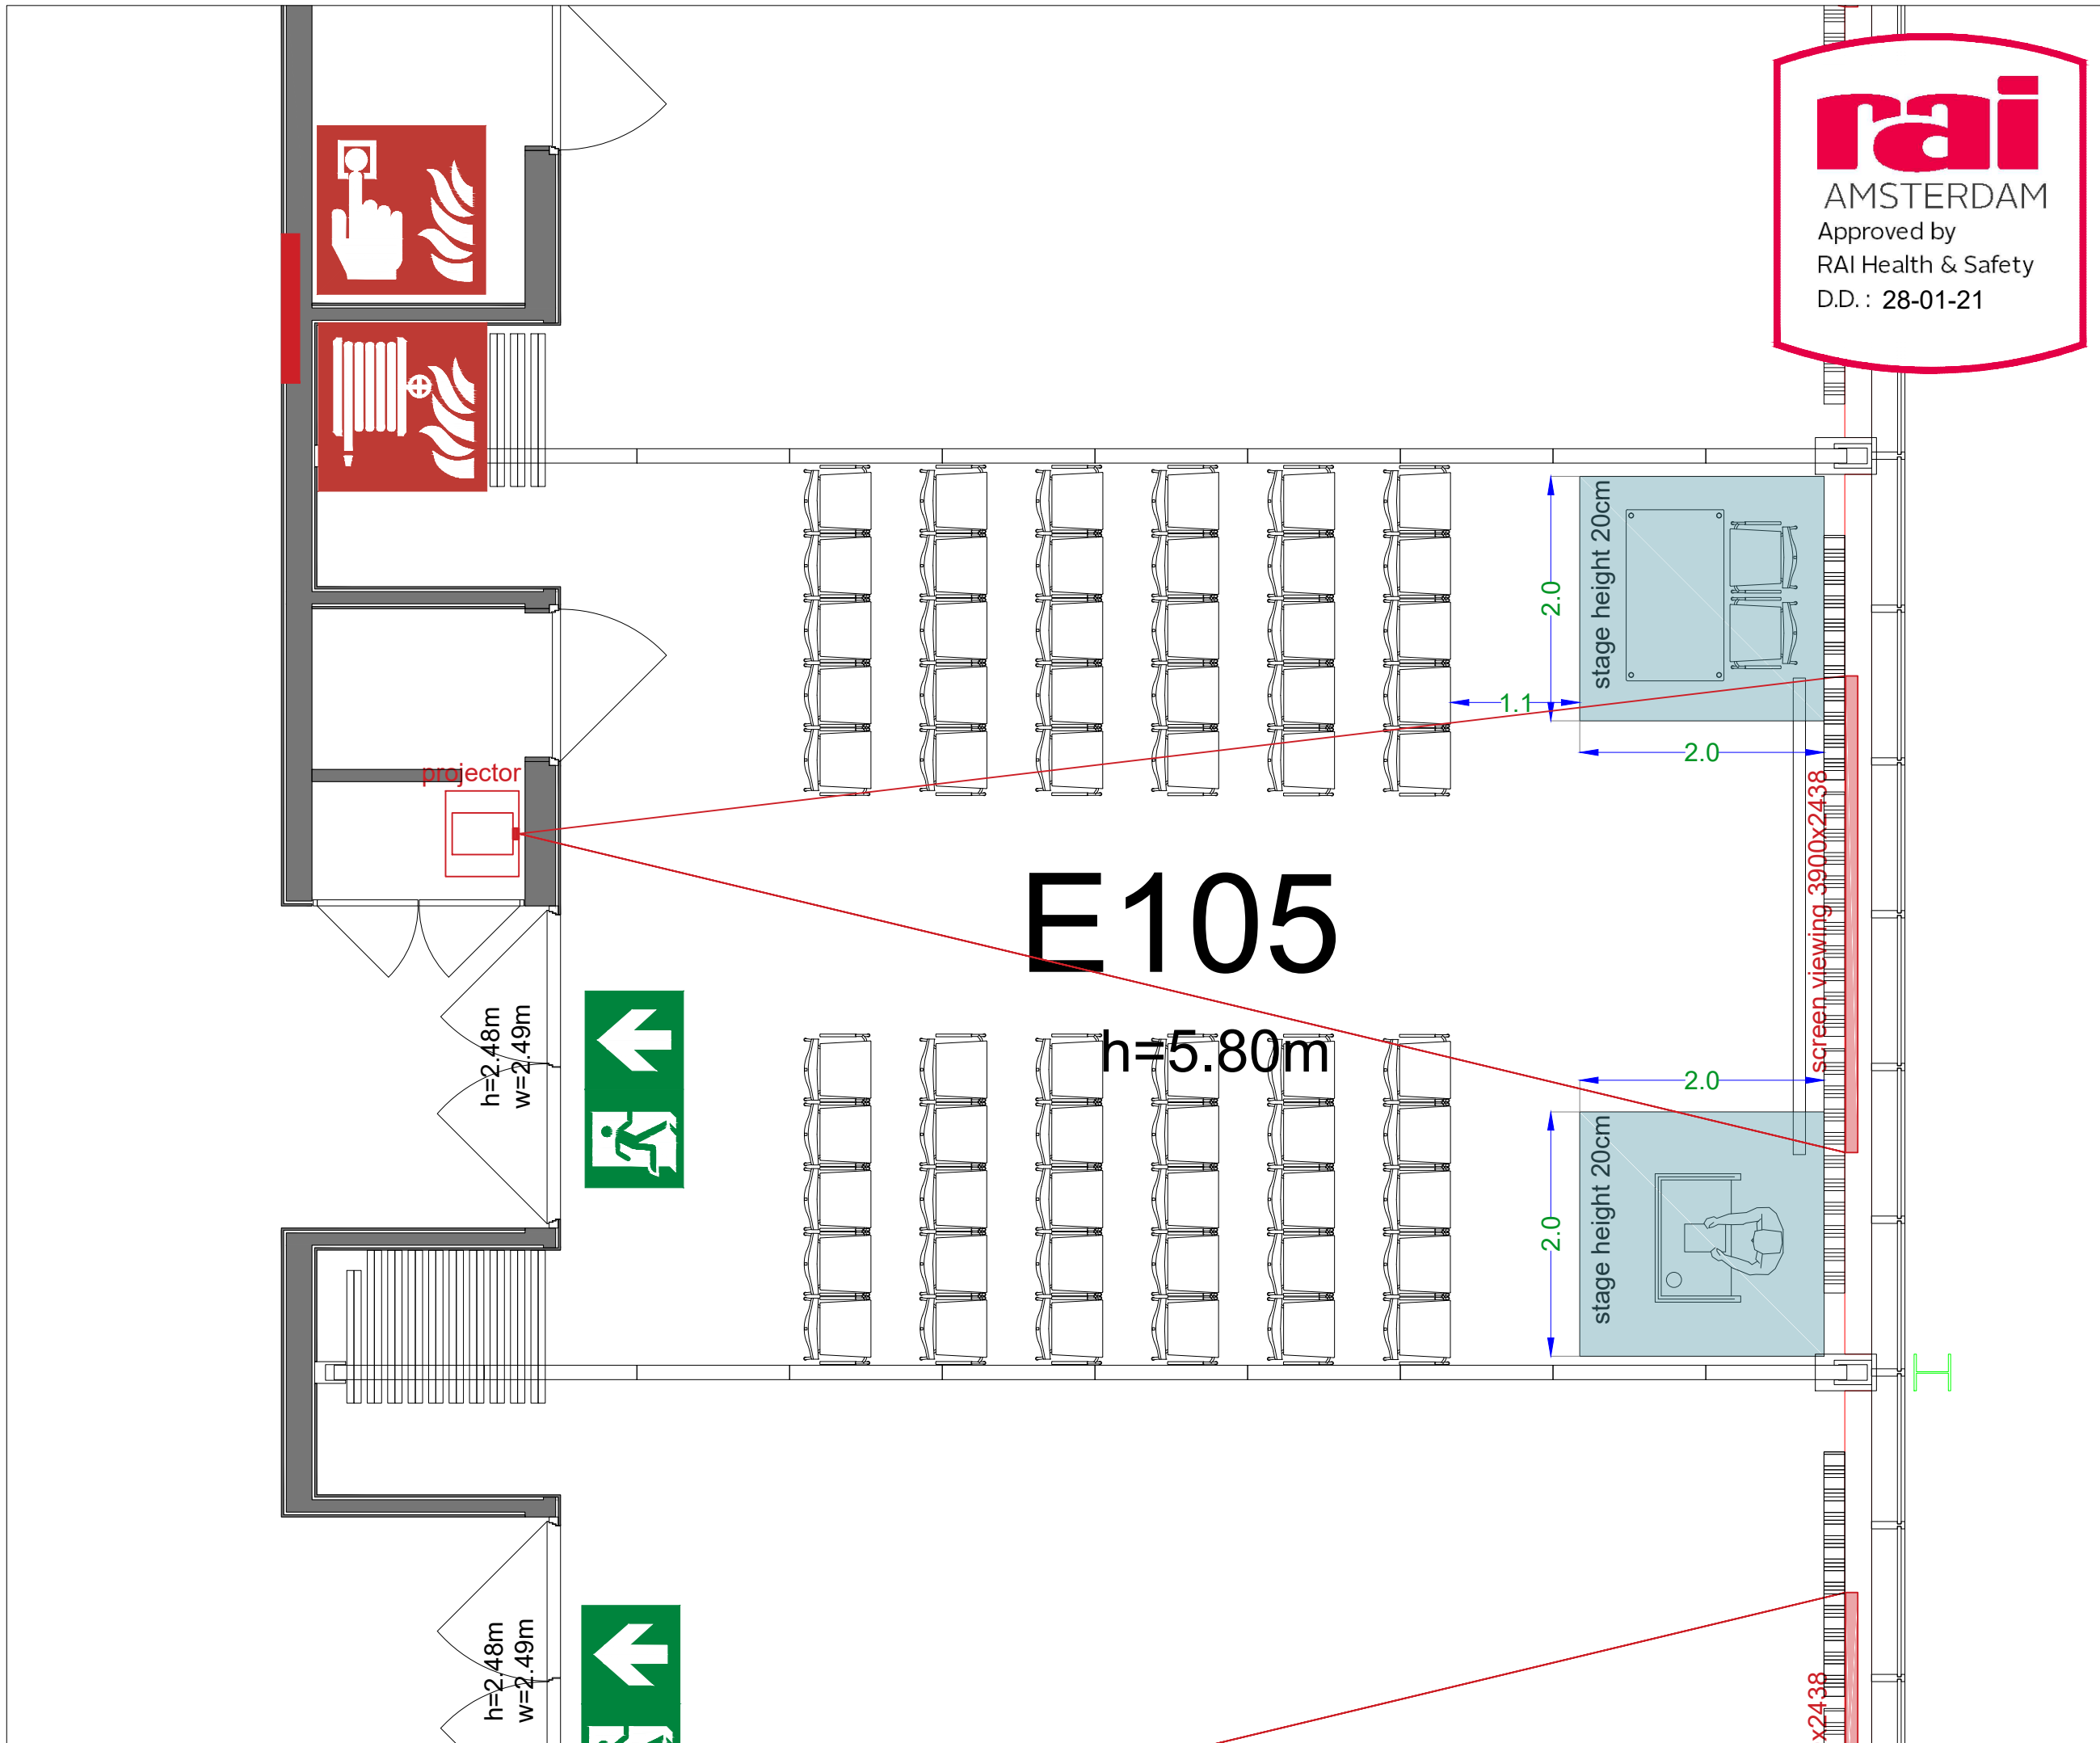 rai
AMSTERDAM
Approved by
RAI Health & Safety
D.D. : 28-01-21
stage height 20cm
2.0
1.1
2.0
projector
screen viewing 3900x2438
E105
h=5.80m
h=2.48m
w=2.49m
2.0
2.0
stage height 20cm
H
h=2.48m
w=2.49m
x2438